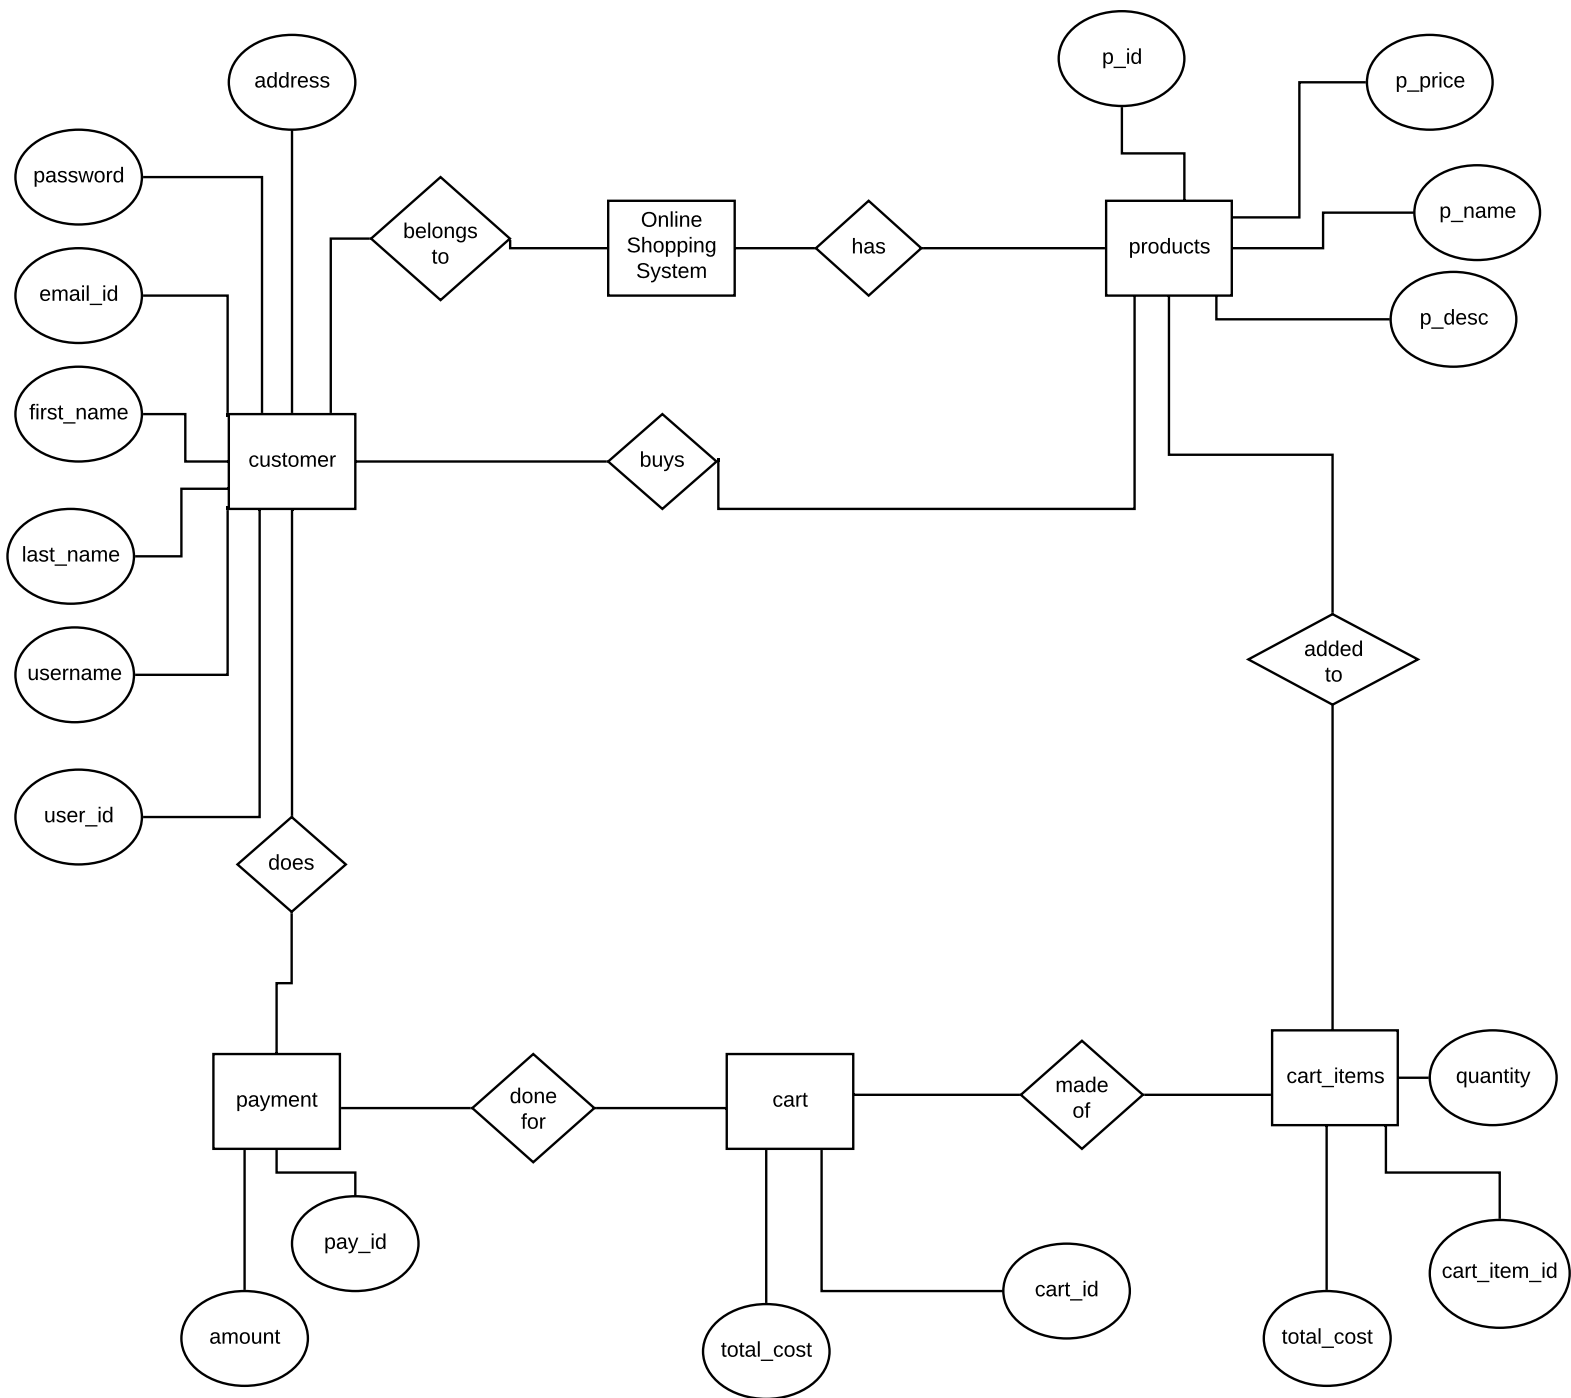 p_id
address
p_price
password
p_name
Online
Shopping
System
belongs
to
has
products
email_id
p_desc
first_name
customer
buys
last_name
added
to
username
user_id
does
cart_items
quantity
made
of
payment
done
for
cart
pay_id
cart_item_id
cart_id
amount
total_cost
total_cost